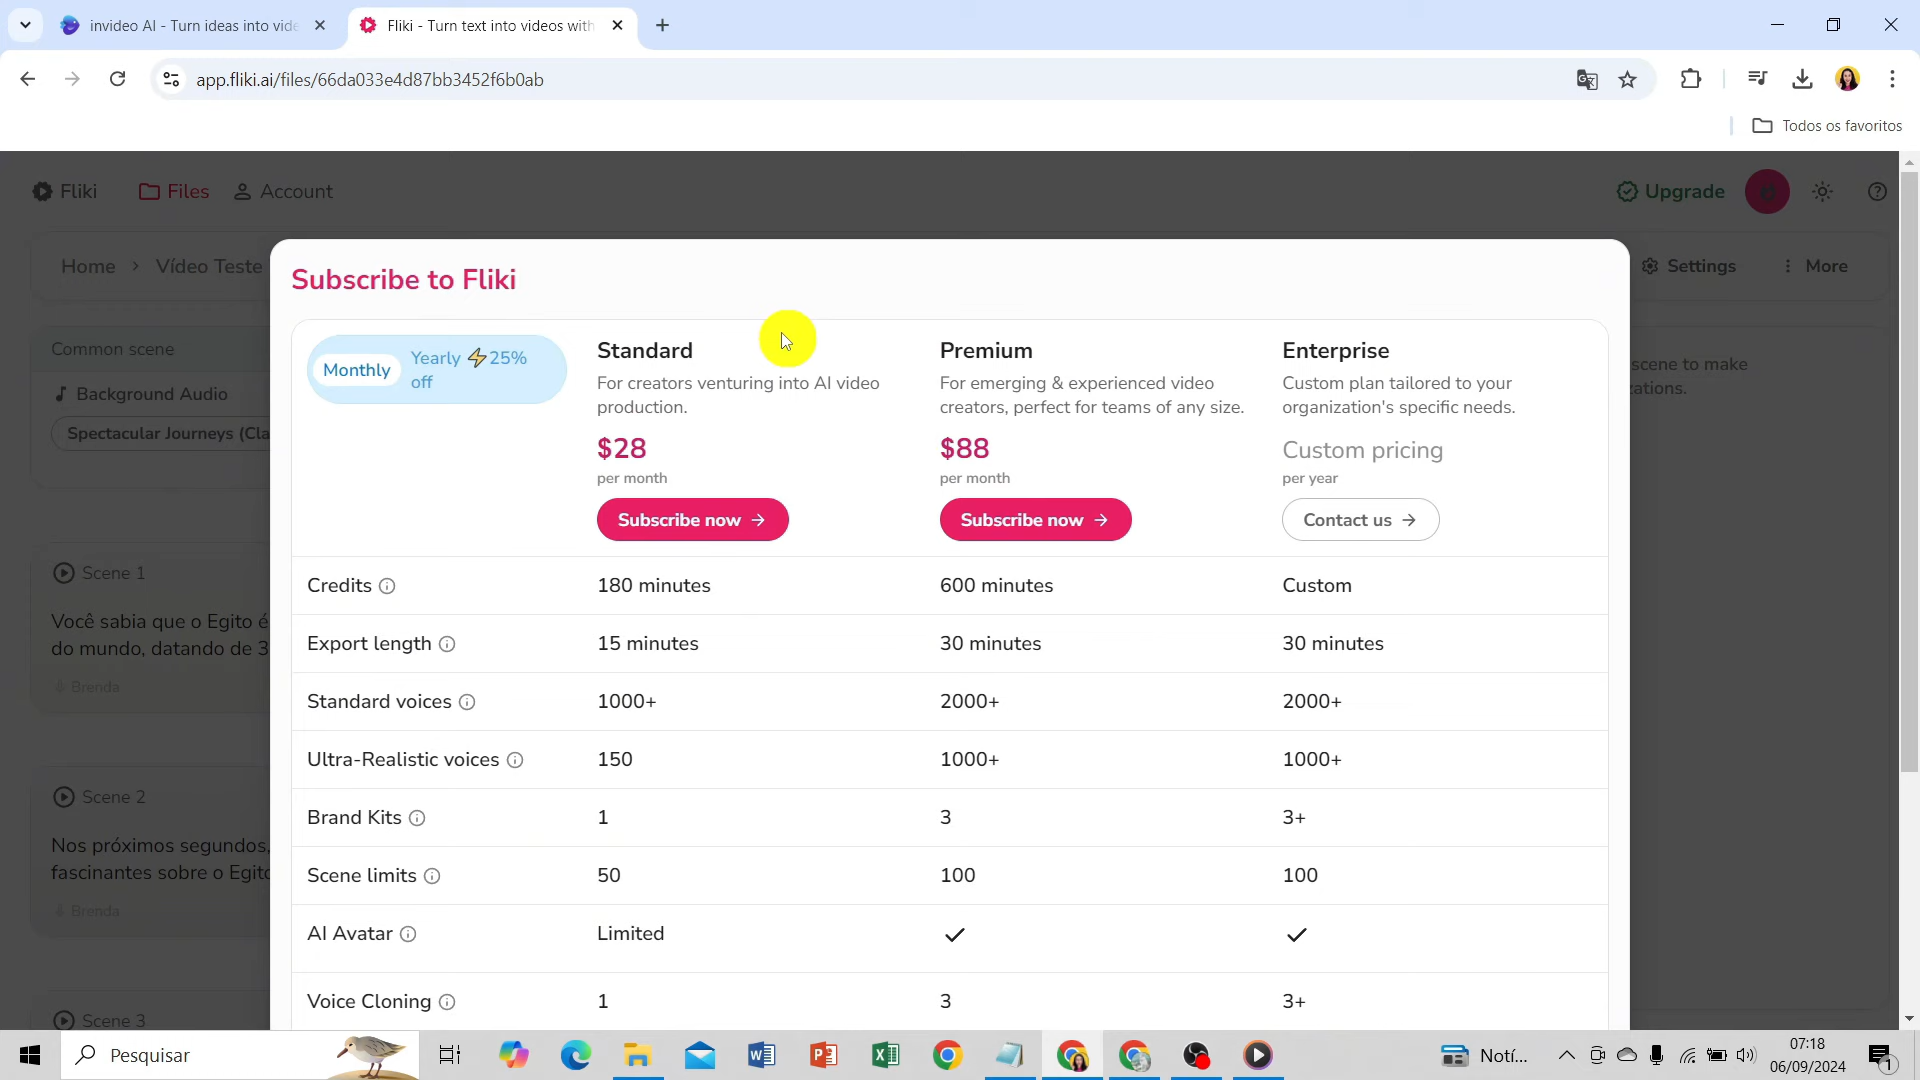 invideo AI - Turn ideas into vide
Fliki - Turn text into videos with
app.fliki.ai/files/66da033e4d87bb3452f6b0ab
Todos os favoritos
Fliki
Files
Account
Upgrade
Home › Vídeo Teste
Settings
More
Subscribe to Fliki
Common scene
Background Audio
Spectacular Journeys (Cla
scene to make
Monthly
Yearly ⚡25% off
Standard
For creators venturing into AI video
production.
$28
per month
Subscribe now →
Premium
For emerging & experienced video
creators, perfect for teams of any size.
$88
per month
Subscribe now →
Enterprise
Custom plan tailored to your
organization's specific needs.
Custom pricing
per year
Contact us →
Credits 180 minutes 600 minutes Custom
Export length 15 minutes 30 minutes 30 minutes
Standard voices 1000+ 2000+ 2000+
Ultra-Realistic voices 150 1000+ 1000+
Brand Kits 1 3 3+
Scene limits 50 100 100
AI Avatar Limited ✓ ✓
Voice Cloning 1 3 3+
Scene 1
Você sabia que o Egito é
do mundo, datando de 3
Brenda
Scene 2
Nos próximos segundos,
fascinantes sobre o Egito
Brenda
Scene 3
Pesquisar
Notí...
07:18
06/09/2024
1